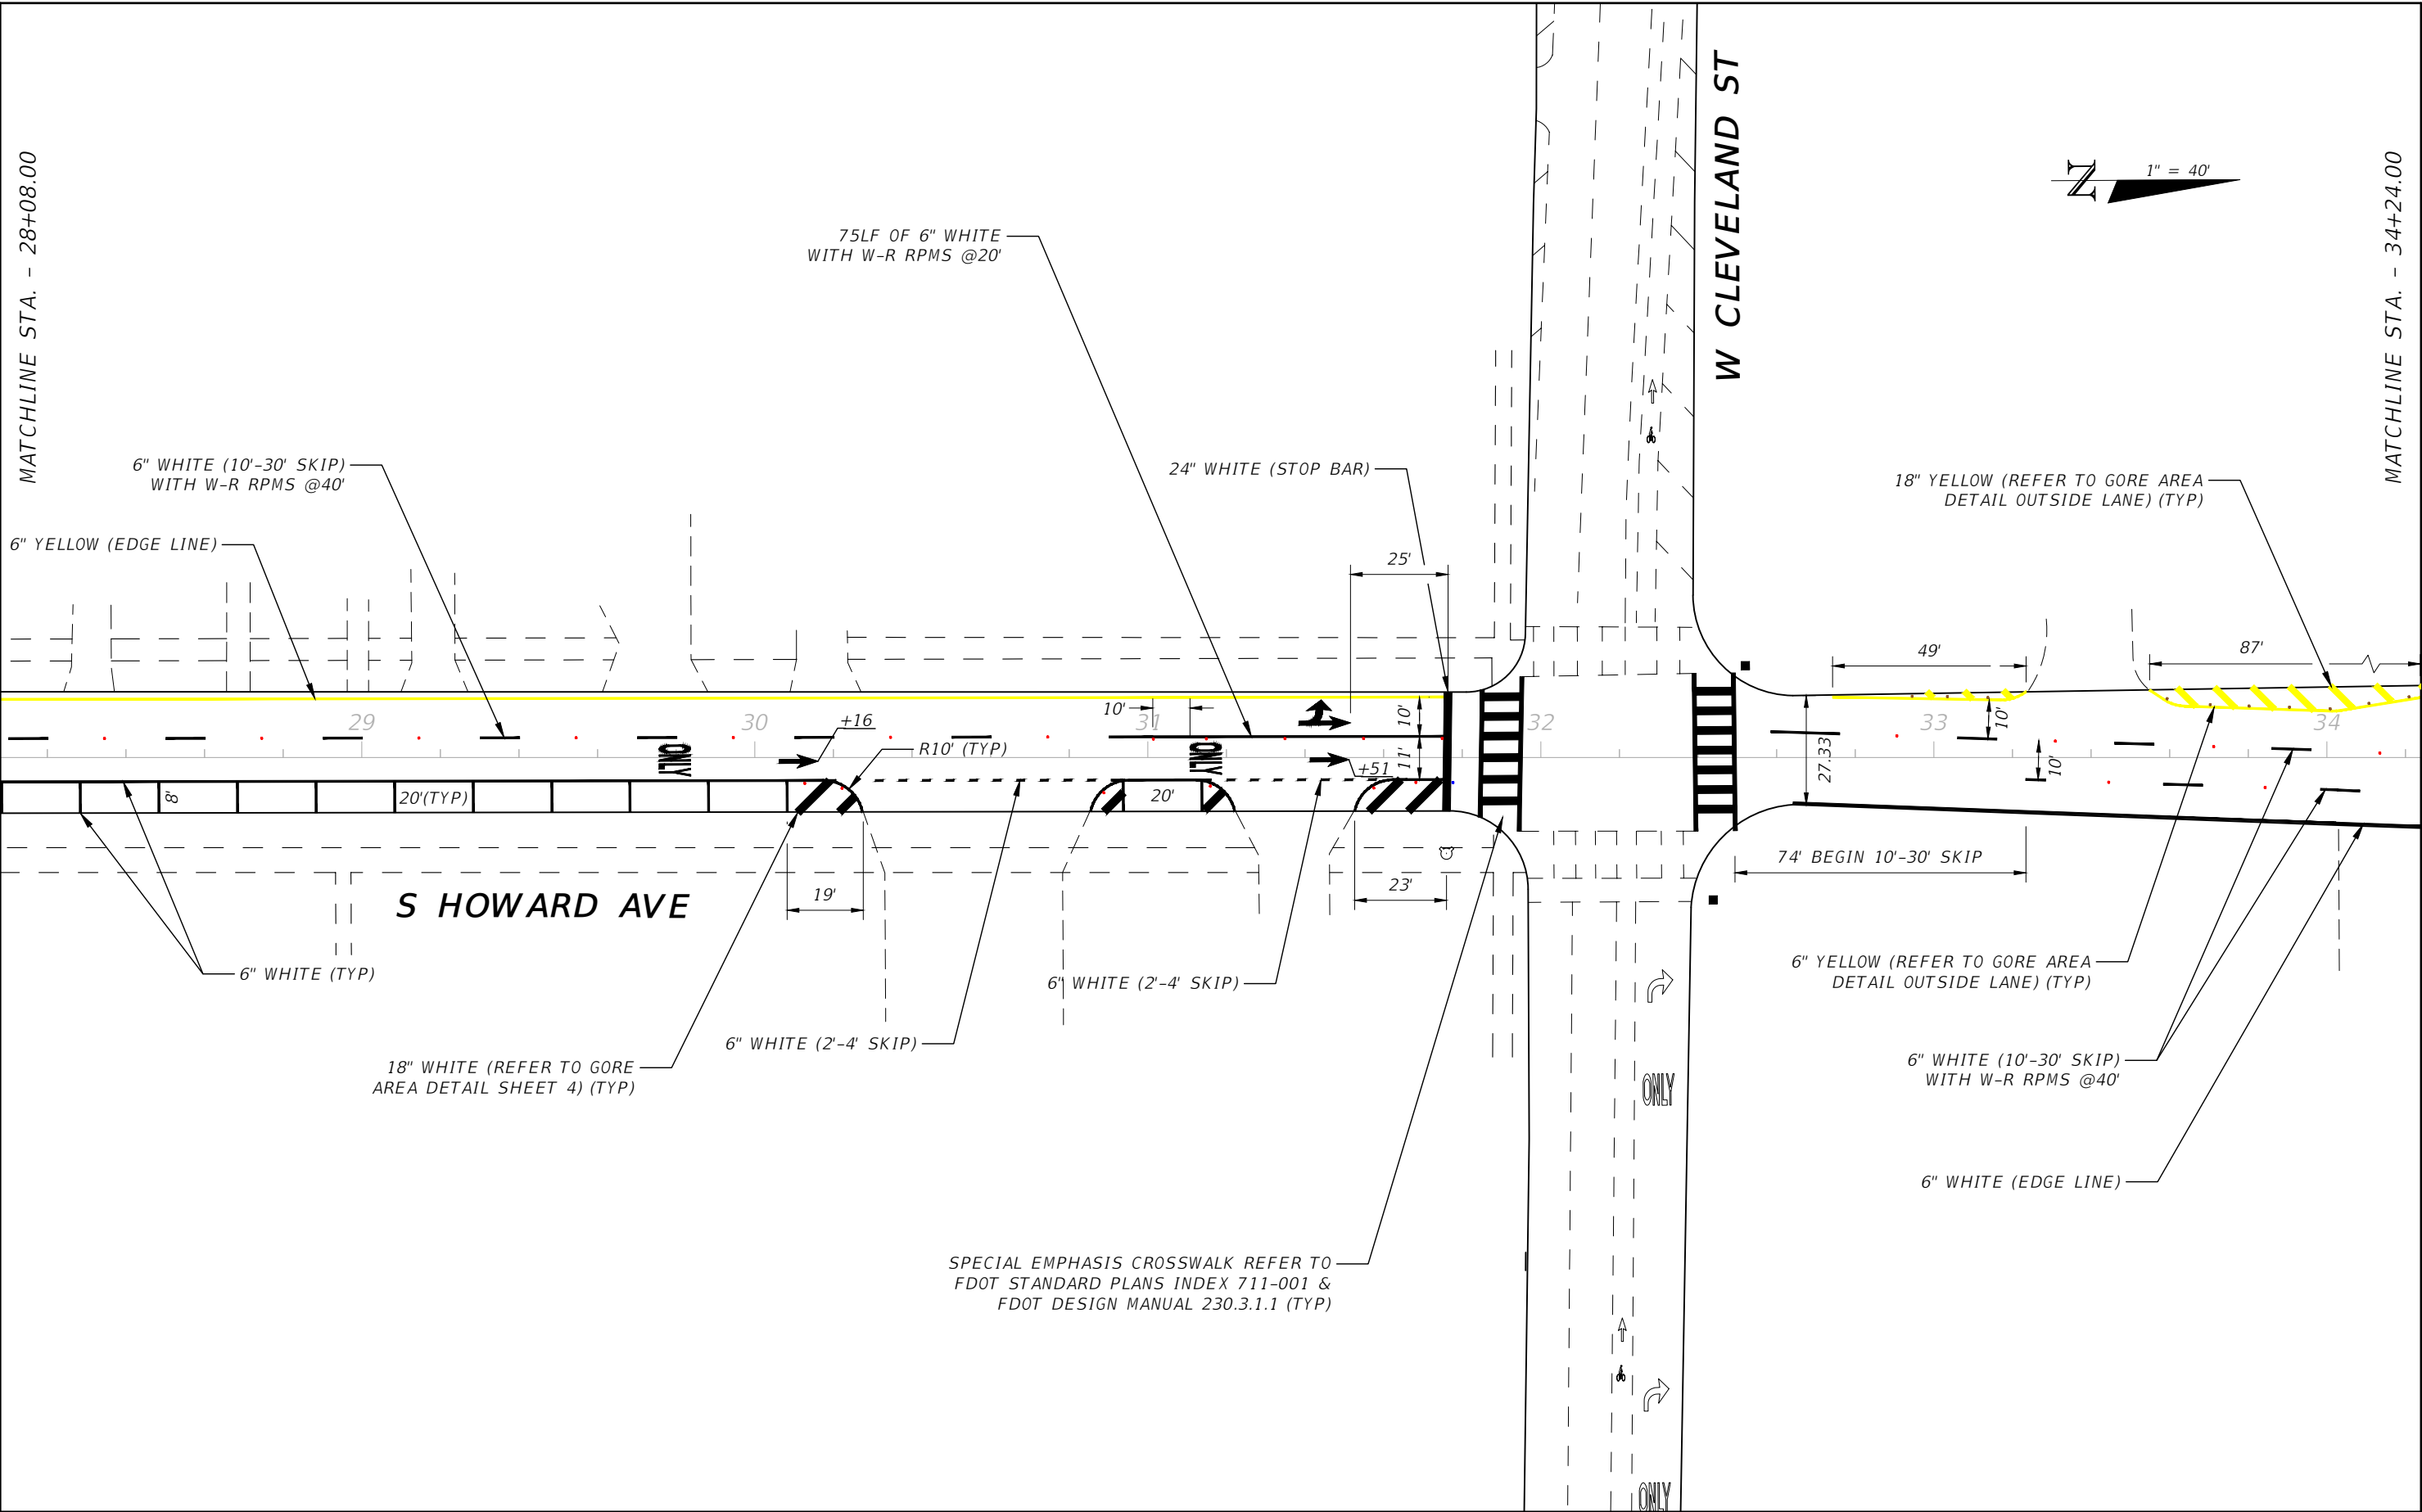 MATCHLINE STA. - 28+08.00
W CLEVELAND ST
N
1" = 40'
MATCHLINE STA. - 34+24.00
75LF OF 6" WHITE
WITH W-R RPMS @20'
6" WHITE (10'-30' SKIP)
WITH W-R RPMS @40'
24" WHITE (STOP BAR)
18" YELLOW (REFER TO GORE AREA
DETAIL OUTSIDE LANE) (TYP)
6" YELLOW (EDGE LINE)
25'
49'
87'
29
30
31
32
33
34
+16
10'
10'
10'
R10' (TYP)
ONLY
ONLY
11'
+51
27.33
10'
8'
20'(TYP)
20'
74' BEGIN 10'-30' SKIP
19'
23'
S HOWARD AVE
6" WHITE (TYP)
6" WHITE (2'-4' SKIP)
6" YELLOW (REFER TO GORE AREA
DETAIL OUTSIDE LANE) (TYP)
6" WHITE (2'-4' SKIP)
18" WHITE (REFER TO GORE
AREA DETAIL SHEET 4) (TYP)
ONLY
6" WHITE (10'-30' SKIP)
WITH W-R RPMS @40'
6" WHITE (EDGE LINE)
SPECIAL EMPHASIS CROSSWALK REFER TO
FDOT STANDARD PLANS INDEX 711-001 &
FDOT DESIGN MANUAL 230.3.1.1 (TYP)
ONLY